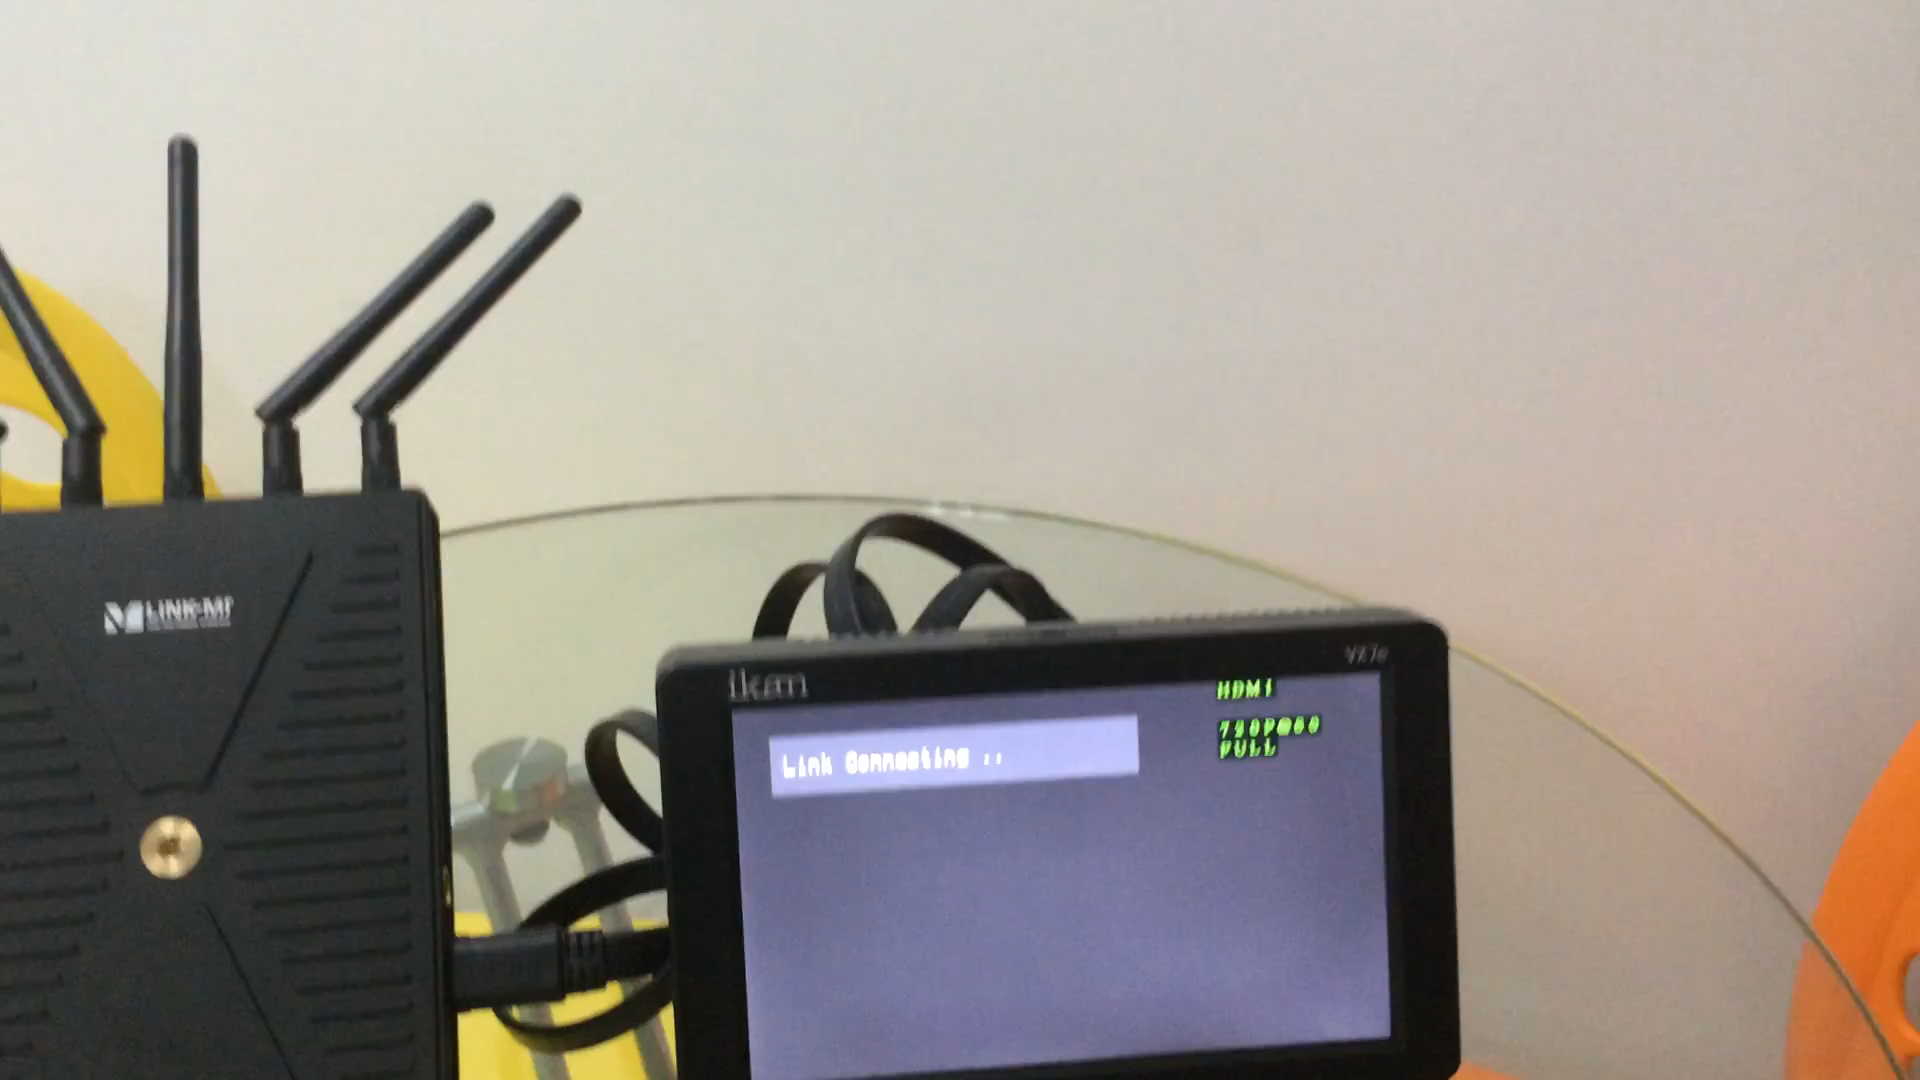 LINK-MI
ikan
VX7e
HDMI
Link Connecting ..
720P@60
FULL